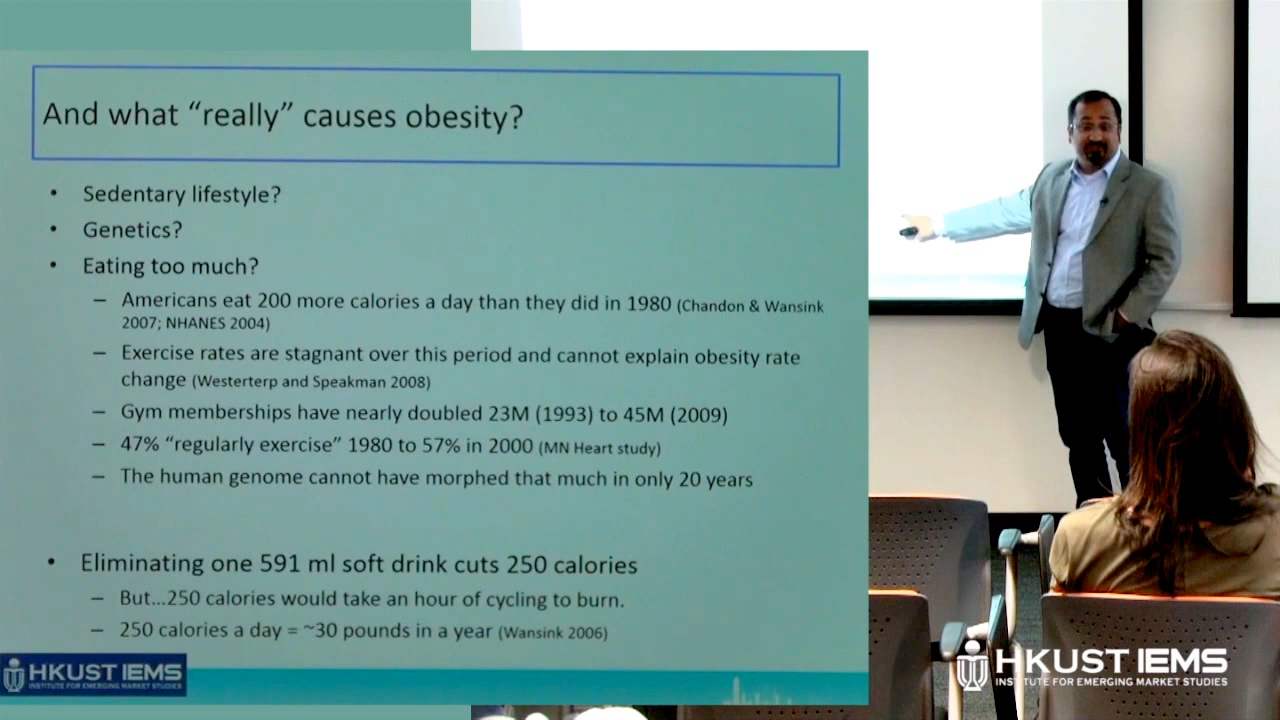 And what “really” causes obesity?
• Sedentary lifestyle?
• Genetics?
• Eating too much?
– Americans eat 200 more calories a day than they did in 1980 (Chandon & Wansink
2007; NHANES 2004)
– Exercise rates are stagnant over this period and cannot explain obesity rate
change (Westerterp and Speakman 2008)
– Gym memberships have nearly doubled 23M (1993) to 45M (2009)
– 47% “regularly exercise” 1980 to 57% in 2000 (MN Heart study)
– The human genome cannot have morphed that much in only 20 years
• Eliminating one 591 ml soft drink cuts 250 calories
– But…250 calories would take an hour of cycling to burn.
– 250 calories a day = ~30 pounds in a year (Wansink 2006)
HKUST IEMS
INSTITUTE FOR EMERGING MARKET STUDIES
HKUST IEMS
INSTITUTE FOR EMERGING MARKET STUDIES